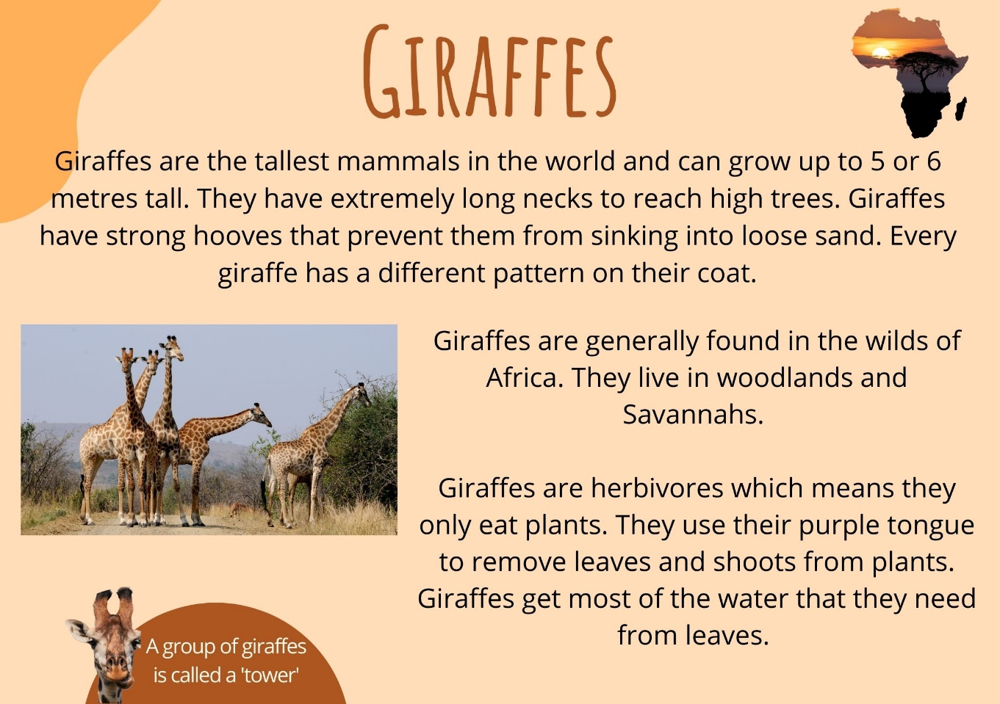 Giraffes
Giraffes are the tallest mammals in the world and can grow up to 5 or 6
metres tall. They have extremely long necks to reach high trees. Giraffes
have strong hooves that prevent them from sinking into loose sand. Every
giraffe has a different pattern on their coat.
Giraffes are generally found in the wilds of
Africa. They live in woodlands and
Savannahs.
Giraffes are herbivores which means they
only eat plants. They use their purple tongue
to remove leaves and shoots from plants.
Giraffes get most of the water that they need
from leaves.
A group of giraffes
is called a 'tower'